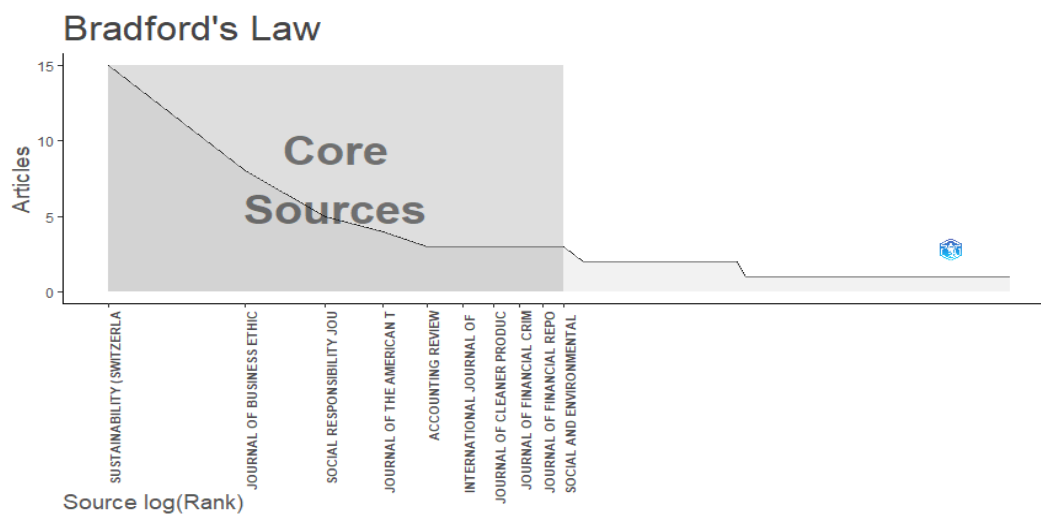 Bradford's Law
15
10
5
0
Articles
Core
Sources
SUSTAINABILITY (SWITZERLA
JOURNAL OF BUSINESS ETHIC
SOCIAL RESPONSIBILITY JOU
JOURNAL OF THE AMERICAN T
ACCOUNTING REVIEW
INTERNATIONAL JOURNAL OF
JOURNAL OF CLEANER PRODUC
JOURNAL OF FINANCIAL CRIM
JOURNAL OF FINANCIAL REPO
SOCIAL AND ENVIRONMENTAL
Source log(Rank)